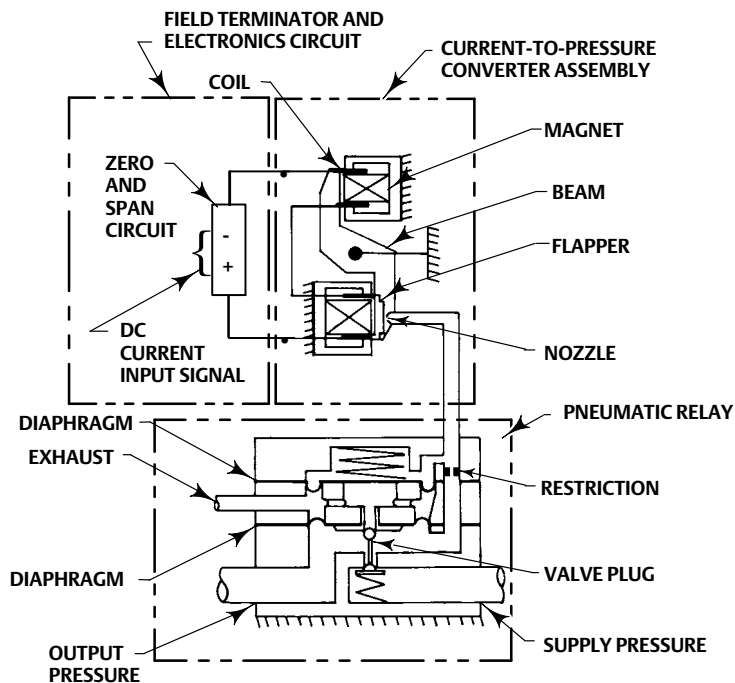 FIELD TERMINATOR AND
ELECTRONICS CIRCUIT
CURRENT-TO-PRESSURE
CONVERTER ASSEMBLY
COIL
MAGNET
ZERO
AND
SPAN
CIRCUIT
BEAM
FLAPPER
-
+
DC
CURRENT
INPUT SIGNAL
NOZZLE
DIAPHRAGM
PNEUMATIC RELAY
EXHAUST
RESTRICTION
DIAPHRAGM
VALVE PLUG
OUTPUT
PRESSURE
SUPPLY PRESSURE